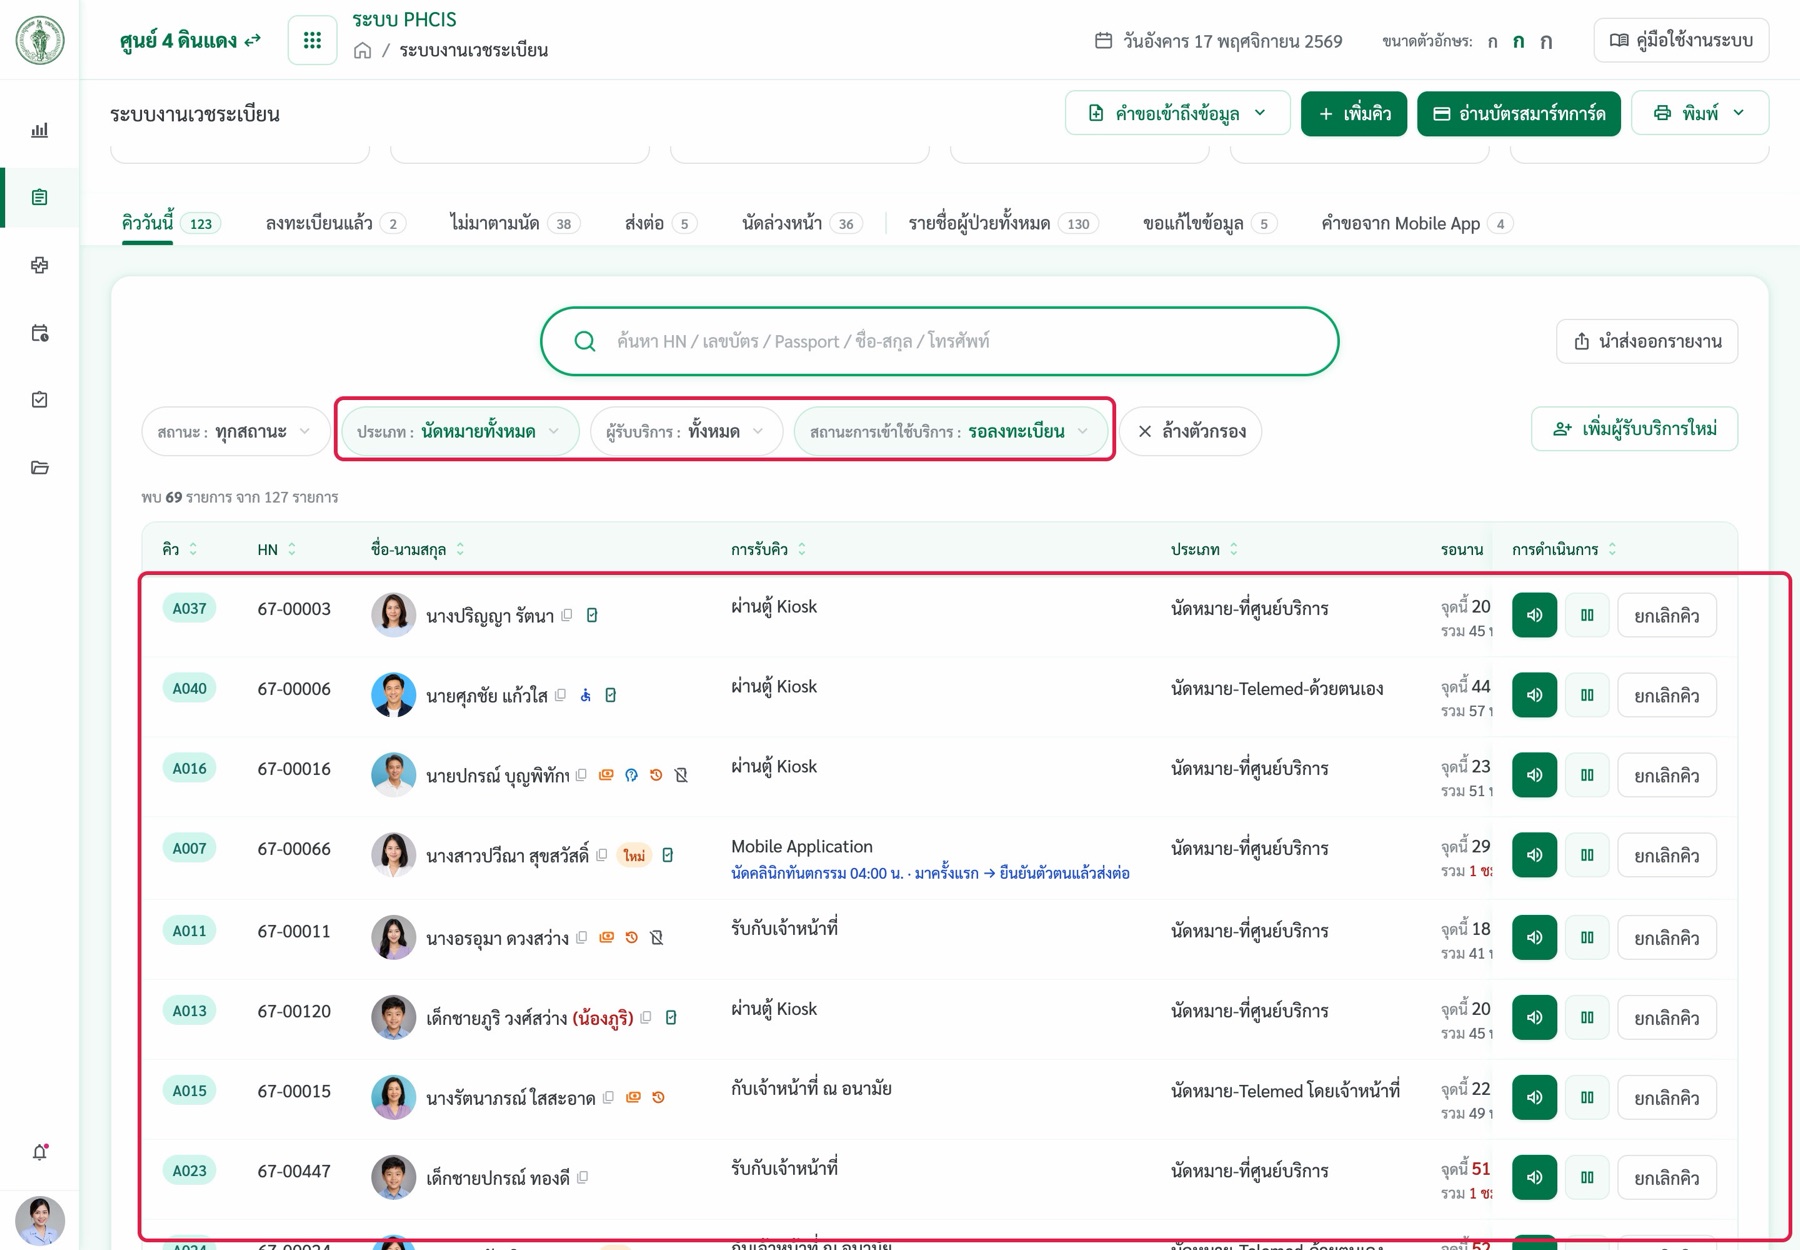 ศูนย์ 4 ดินแดง
ระบบ PHCIS
/ ระบบงานเวชระเบียน
วันอังคาร 17 พฤศจิกายน 2569
ขนาดตัวอักษร: ก ก ก
คู่มือใช้งานระบบ
ระบบงานเวชระเบียน
คำขอเข้าถึงข้อมูล
+ เพิ่มคิว
อ่านบัตรสมาร์ทการ์ด
พิมพ์
คิววันนี้ 123
ลงทะเบียนแล้ว 2
ไม่มาตามนัด 38
ส่งต่อ 5
นัดล่วงหน้า 36
รายชื่อผู้ป่วยทั้งหมด 130
ขอแก้ไขข้อมูล 5
คำขอจาก Mobile App 4
ค้นหา HN / เลขบัตร / Passport / ชื่อ-สกุล / โทรศัพท์
นำส่งออกรายงาน
สถานะ : ทุกสถานะ
ประเภท : นัดหมายทั้งหมด
ผู้รับบริการ : ทั้งหมด
สถานะการเข้าใช้บริการ : รอลงทะเบียน
ล้างตัวกรอง
เพิ่มผู้รับบริการใหม่
พบ 69 รายการ จาก 127 รายการ
คิว HN ชื่อ-นามสกุล การรับคิว ประเภท รอนาน การดำเนินการ
A037 67-00003 นางปริญญา รัตนา ผ่านตู้ Kiosk นัดหมาย-ที่ศูนย์บริการ จุดนี้ 20 ยกเลิกคิว
รวม 45
A040 67-00006 นายศุภชัย แก้วใส ผ่านตู้ Kiosk นัดหมาย-Telemed-ด้วยตนเอง จุดนี้ 44 ยกเลิกคิว
รวม 57
A016 67-00016 นายปกรณ์ บุญพิทัก ผ่านตู้ Kiosk นัดหมาย-ที่ศูนย์บริการ จุดนี้ 23 ยกเลิกคิว
รวม 51
A007 67-00066 นางสาวปวีณา สุขสวัสดิ์ ใหม่ Mobile Application นัดหมาย-ที่ศูนย์บริการ จุดนี้ 29 ยกเลิกคิว
นัดคลินิกทันตกรรม 04:00 น. · มาครั้งแรก → ยืนยันตัวตนแล้วส่งต่อ รวม 1
A011 67-00011 นางอรอุมา ดวงสว่าง รับกับเจ้าหน้าที่ นัดหมาย-ที่ศูนย์บริการ จุดนี้ 18 ยกเลิกคิว
รวม 41
A013 67-00120 เด็กชายภูริ วงศ์สว่าง (น้องภูริ) ผ่านตู้ Kiosk นัดหมาย-ที่ศูนย์บริการ จุดนี้ 20 ยกเลิกคิว
รวม 45
A015 67-00015 นางรัตนาภรณ์ ใสสะอาด กับเจ้าหน้าที่ ณ อนามัย นัดหมาย-Telemed โดยเจ้าหน้าที่ จุดนี้ 22 ยกเลิกคิว
รวม 49
A023 67-00447 เด็กชายปกรณ์ ทองดี รับกับเจ้าหน้าที่ นัดหมาย-ที่ศูนย์บริการ จุดนี้ 51 ยกเลิกคิว
รวม 1